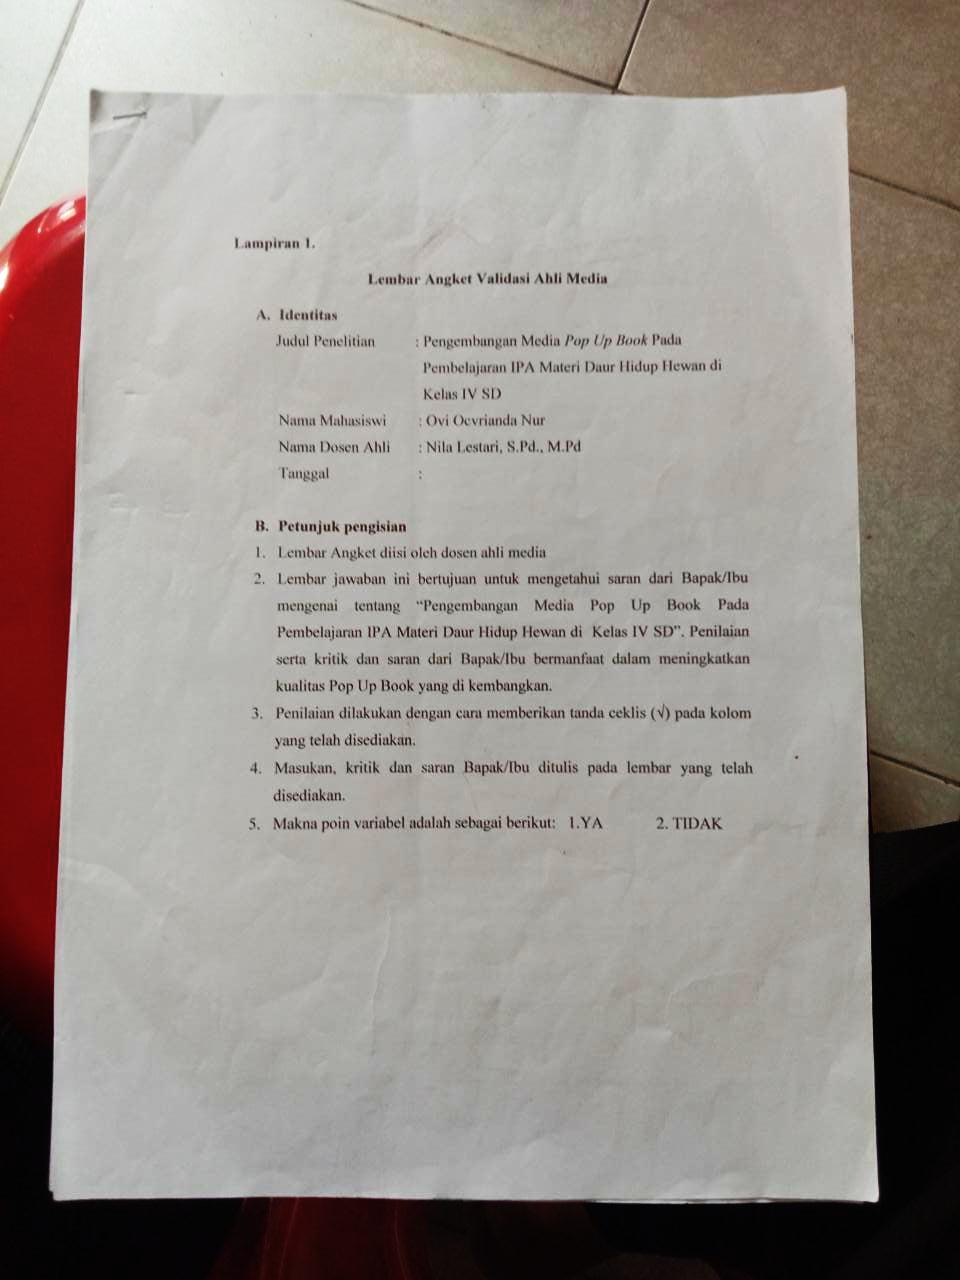 Lampiran 1.
Lembar Angket Validasi Ahli Media
A. Identitas
Judul Penelitian : Pengembangan Media Pop Up Book Pada
Pembelajaran IPA Materi Daur Hidup Hewan di
Kelas IV SD
Nama Mahasiswi : Ovi Ocvrianda Nur
Nama Dosen Ahli : Nila Lestari, S.Pd., M.Pd
Tanggal :
B. Petunjuk pengisian
1. Lembar Angket diisi oleh dosen ahli media
2. Lembar jawaban ini bertujuan untuk mengetahui saran dari Bapak/Ibu
mengenai tentang “Pengembangan Media Pop Up Book Pada
Pembelajaran IPA Materi Daur Hidup Hewan di Kelas IV SD”. Penilaian
serta kritik dan saran dari Bapak/Ibu bermanfaat dalam meningkatkan
kualitas Pop Up Book yang di kembangkan.
3. Penilaian dilakukan dengan cara memberikan tanda ceklis (√) pada kolom
yang telah disediakan.
4. Masukan, kritik dan saran Bapak/Ibu ditulis pada lembar yang telah
disediakan.
5. Makna poin variabel adalah sebagai berikut: 1.YA 2. TIDAK